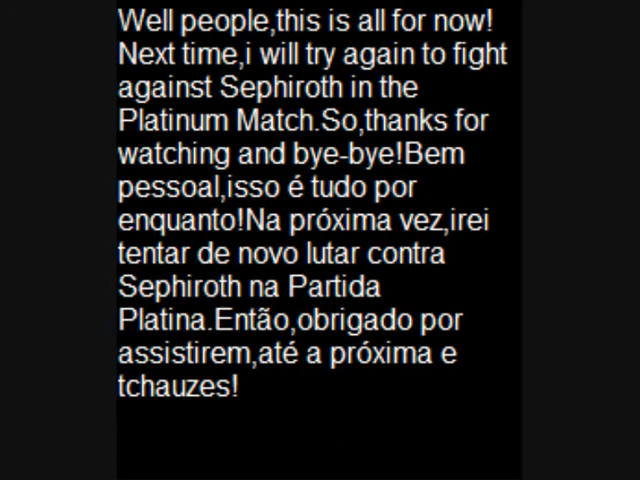 Well people,this is all for now!
Next time,i will try again to fight
against Sephiroth in the
Platinum Match.So,thanks for
watching and bye-bye!Bem
pessoal,isso é tudo por
enquanto!Na próxima vez,irei
tentar de novo lutar contra
Sephiroth na Partida
Platina.Então,obrigado por
assistirem,até a próxima e
tchauzes!